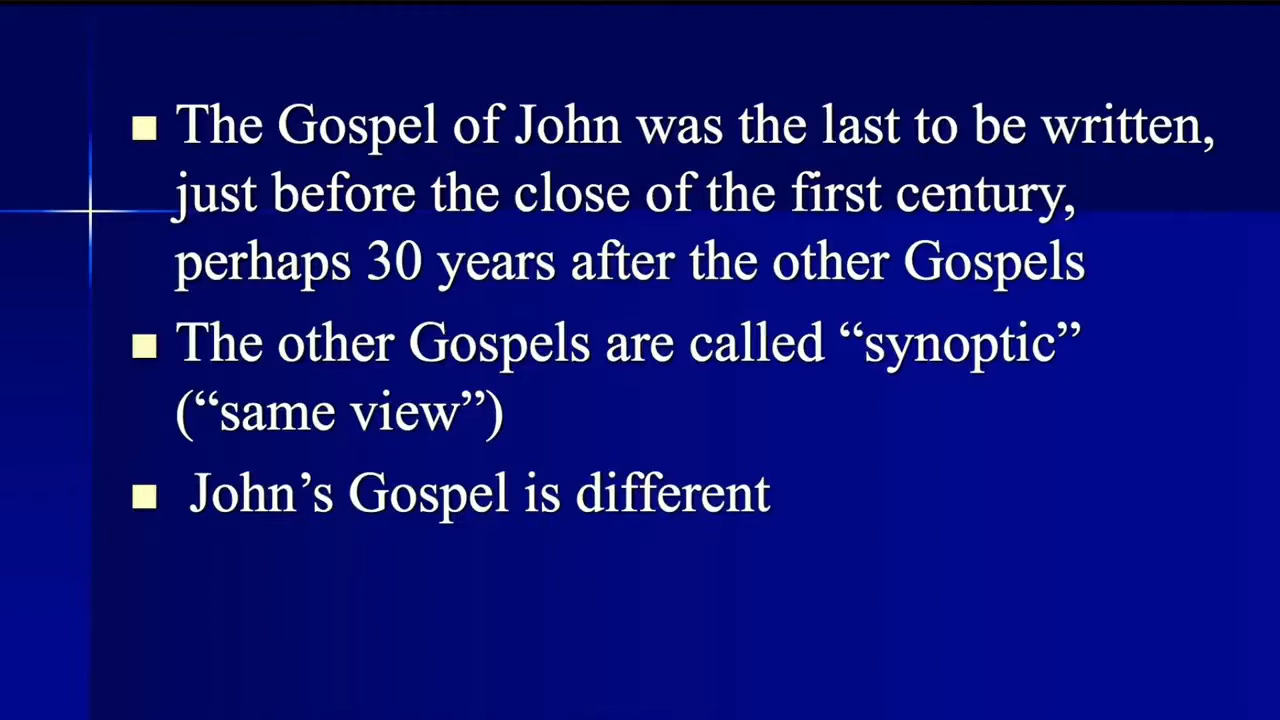 The Gospel of John was the last to be written,
just before the close of the first century,
perhaps 30 years after the other Gospels
The other Gospels are called “synoptic”
(“same view”)
John’s Gospel is different